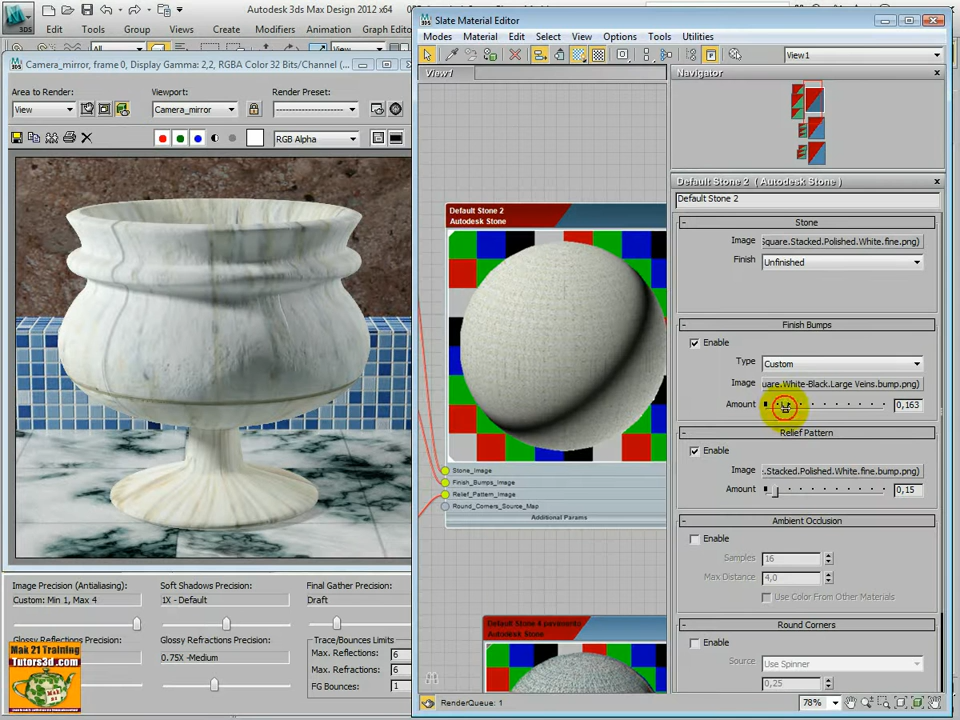 Autodesk 3ds Max Design 2012 x64
Edit Tools Group Views Create Modifiers Animation Graph Editor
All View
Camera_mirror, frame 0, Display Gamma: 2,2, RGBA Color 32 Bits/Channel (...
Area to Render: Viewport: Render Preset:
View Camera_mirror
RGB Alpha
Image Precision (Antialiasing): Soft Shadows Precision: Final Gather Precision:
Custom: Min 1, Max 4 1X - Default Draft
Glossy Reflections Precision: Glossy Refractions Precision: Trace/Bounces Limits
0.75X -Medium
Max. Reflections: 6
Max. Refractions: 6
FG Bounces: 1
Mak 21 Training
Tutors3d.com
Slate Material Editor
Modes Material Edit Select View Options Tools Utilities
View1
View1
Navigator
Default Stone 2 ( Autodesk Stone )
Default Stone 2
Default Stone 2
Autodesk Stone
Stone_Image
Finish_Bumps_Image
Relief_Pattern_Image
Round_Corners_Source_Map
Additional Params
Default Stone 4 pavement
Autodesk Stone
Stone
Image Square.Stacked.Polished.White.fine.png)
Finish Unfinished
Finish Bumps
Enable
Type Custom
Image uare.White-Black.Large Veins.bump.png)
Amount 0,163
Relief Pattern
Enable
Image :.Stacked.Polished.White.fine.bump.png)
Amount 0,15
Ambient Occlusion
Enable
Samples 16
Max Distance 4,0
Use Color From Other Materials
Round Corners
Enable
Source Use Spinner
0,25
RenderQueue: 1
78%